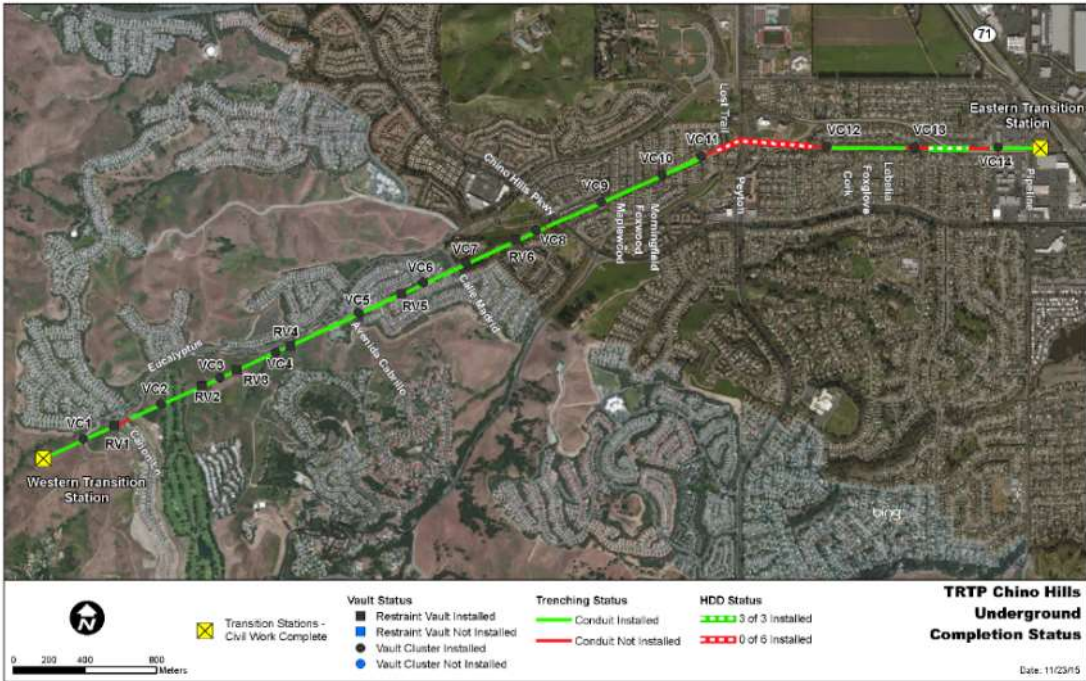 71
Eastern Transition
Station
Lost Trail
VC11
VC12
VC13
VC14
VC10
Chino Hills Pkwy
VC9
Peyton
Cork
Foxglove
Lobelia
Pipeline
Morningfield
Foxwood
Maplewood
VC8
RV6
VC7
VC6
RV5
Calle Madrid
VC5
Avenida Cabrillo
RV4
VC4
Eucalyptus
VC3
RV3
RV2
VC2
VC1
RV1
Western Transition
Station
bing
N
Transition Stations -
Civil Work Complete
0 200 400 800
Meters
Vault Status
Restraint Vault Installed
Restraint Vault Not Installed
Vault Cluster Installed
Vault Cluster Not Installed
Trenching Status
Conduit Installed
Conduit Not Installed
HDD Status
3 of 3 Installed
0 of 6 Installed
TRTP Chino Hills
Underground
Completion Status
Date: 11/23/15